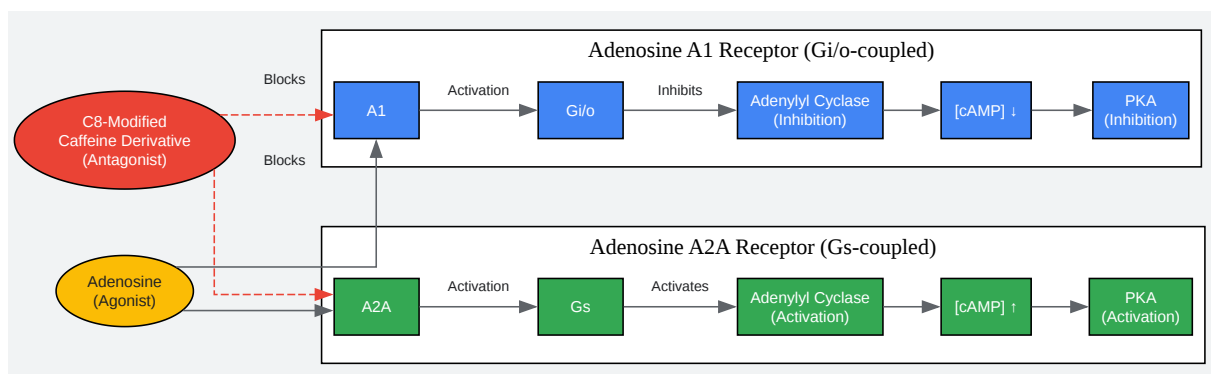 Adenosine A1 Receptor (Gi/o-coupled)
Blocks
Activation
Inhibits
C8-Modified
Caffeine Derivative
(Antagonist)
A1
Gi/o
Adenylyl Cyclase
(Inhibition)
[cAMP] ↓
PKA
(Inhibition)
Blocks
Adenosine A2A Receptor (Gs-coupled)
Adenosine
(Agonist)
Activation
Activates
A2A
Gs
Adenylyl Cyclase
(Activation)
[cAMP] ↑
PKA
(Activation)